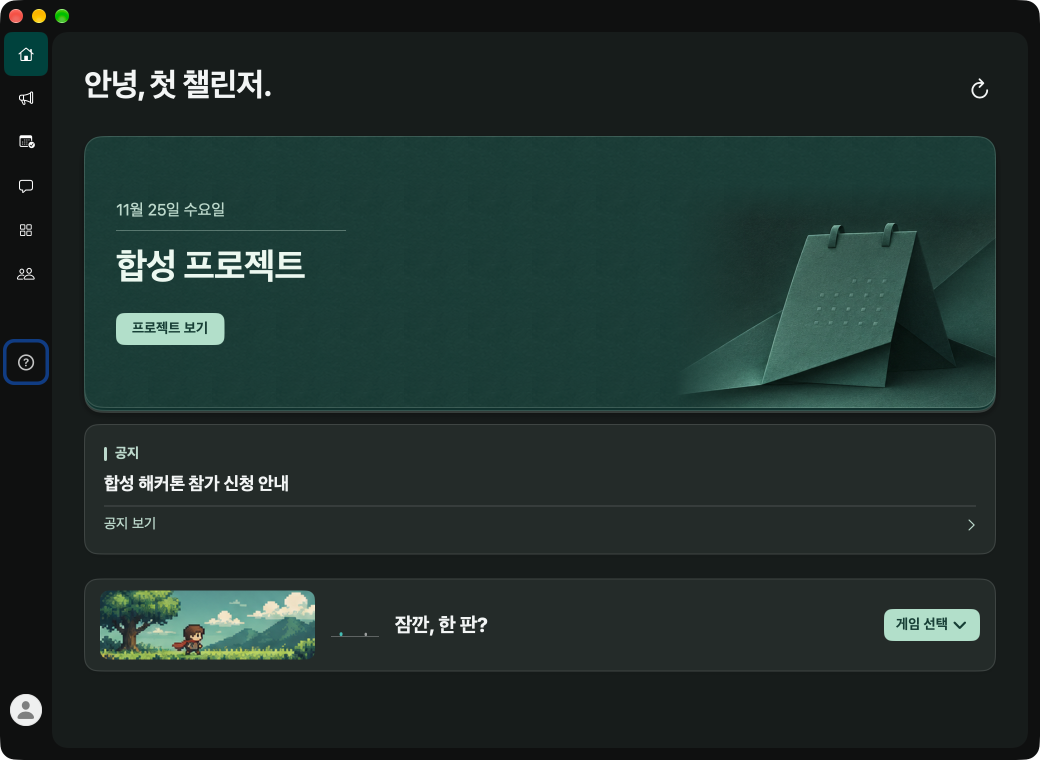 안녕, 첫 챌린저.
11월 25일 수요일
합성 프로젝트
프로젝트 보기
공지
합성 해커톤 참가 신청 안내
공지 보기
잠깐, 한 판?
게임 선택